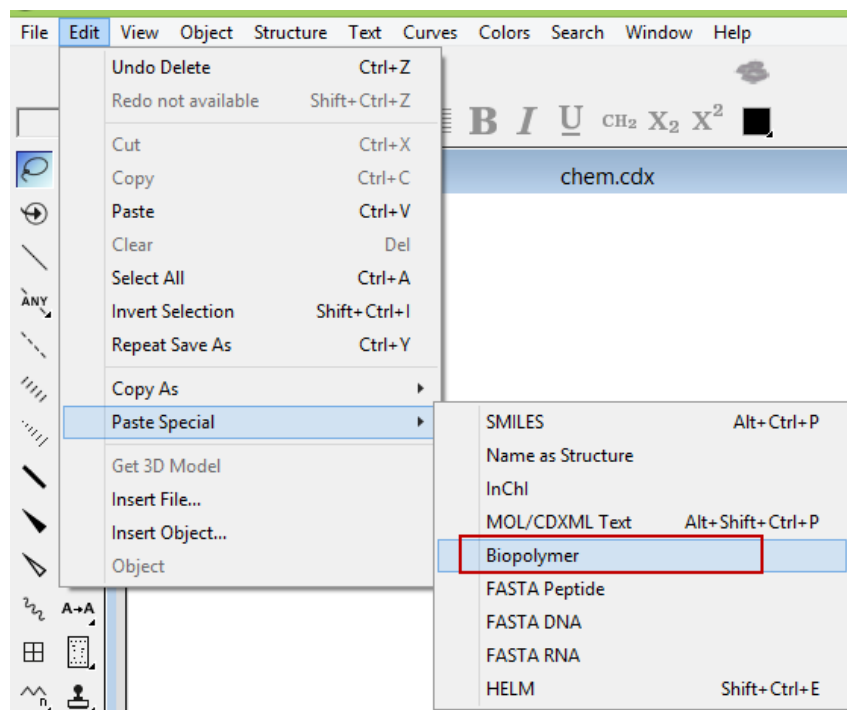 File Edit View Object Structure Text Curves Colors Search Window Help
B I U CH₂ X₂ X²
chem.cdx
Undo Delete Ctrl+Z
Redo not available Shift+Ctrl+Z
Cut Ctrl+X
Copy Ctrl+C
Paste Ctrl+V
Clear Del
Select All Ctrl+A
Invert Selection Shift+Ctrl+I
Repeat Save As Ctrl+Y
Copy As
Paste Special
Get 3D Model
Insert File...
Insert Object...
Object
SMILES Alt+Ctrl+P
Name as Structure
InChI
MOL/CDXML Text Alt+Shift+Ctrl+P
Biopolymer
FASTA Peptide
FASTA DNA
FASTA RNA
HELM Shift+Ctrl+E
ANY
A→A
n